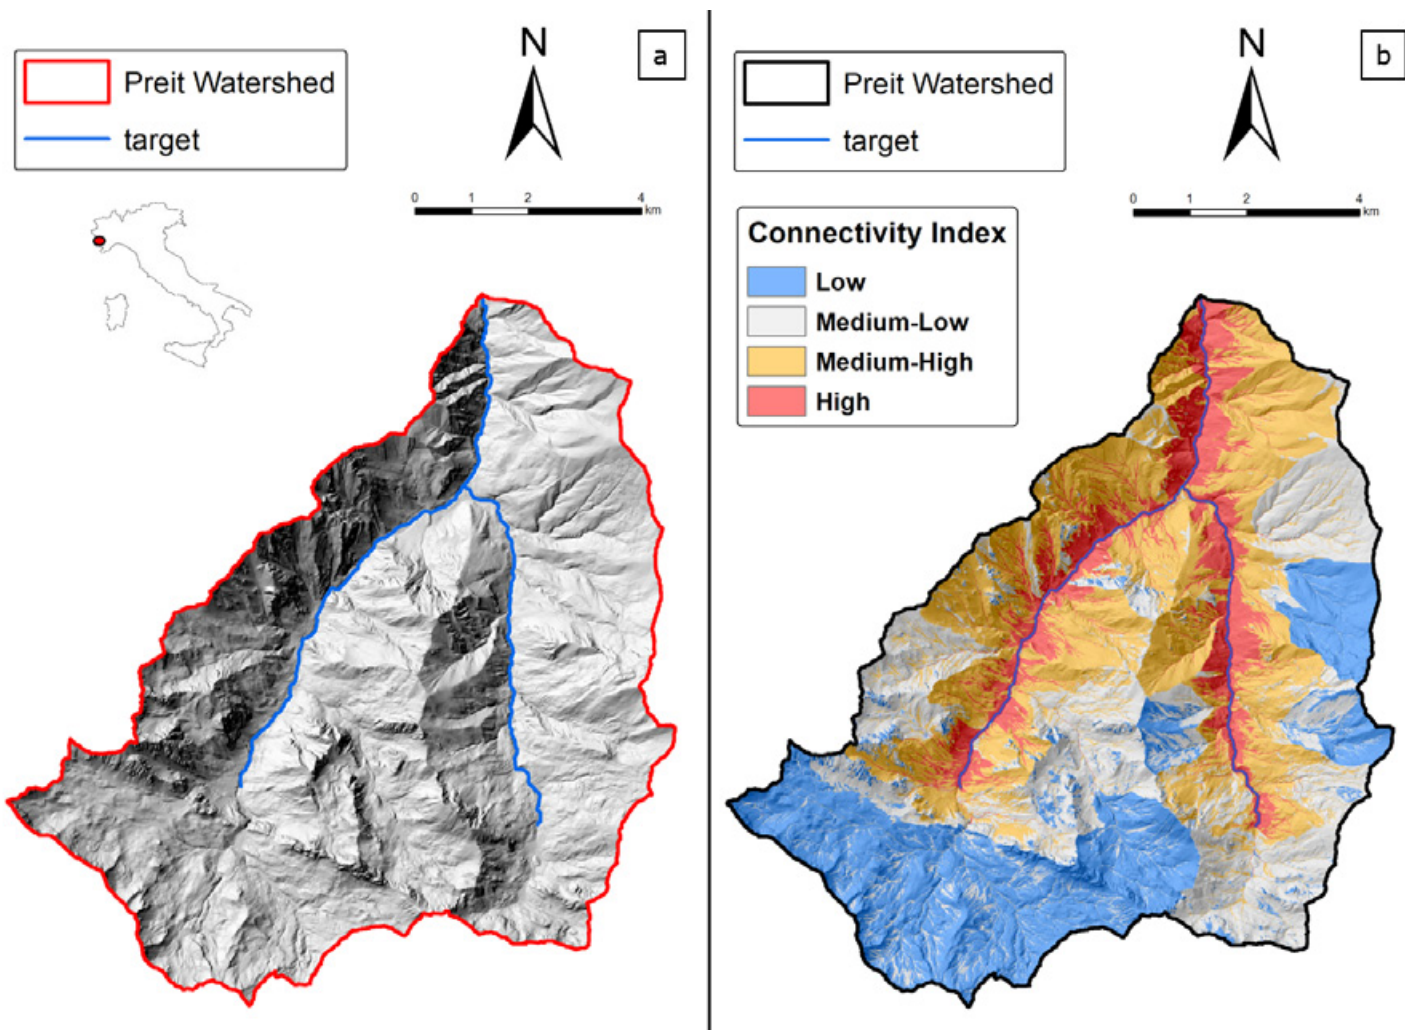 Preit Watershed
target
N
a
0 1 2 4
km
Preit Watershed
target
N
b
0 1 2 4
km
Connectivity Index
Low
Medium-Low
Medium-High
High